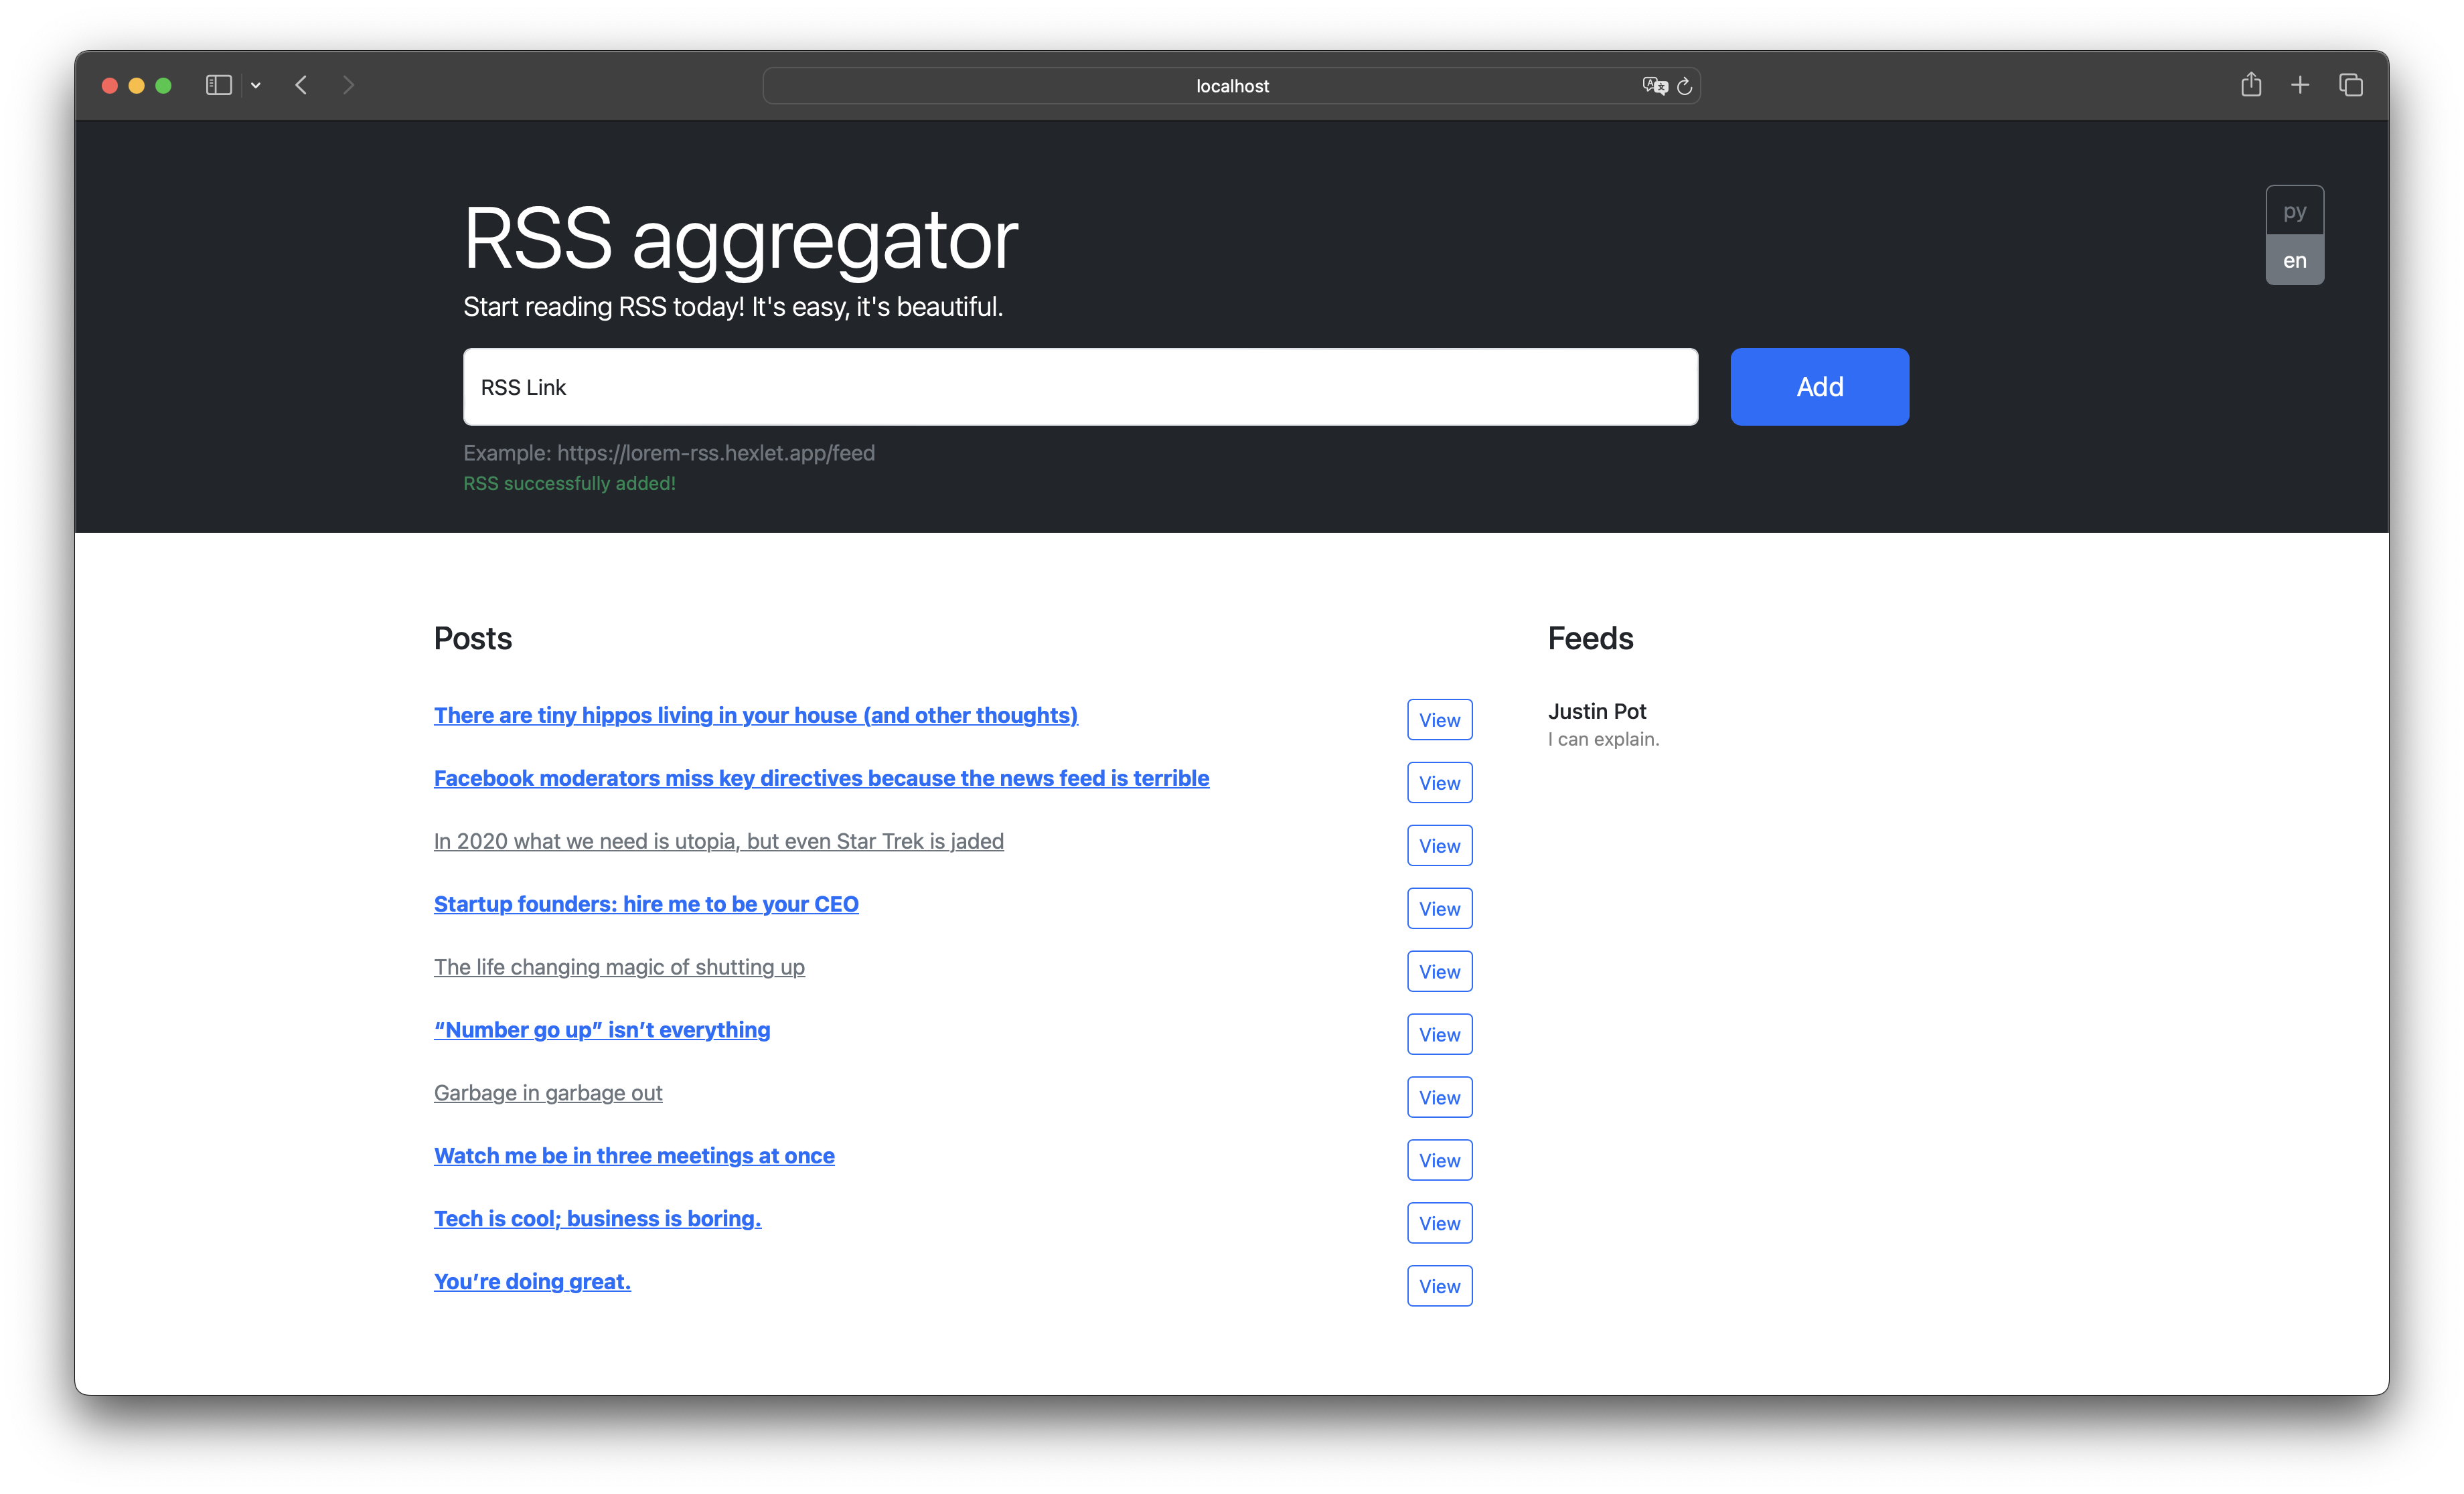 localhost
RSS aggregator
ру
en
Start reading RSS today! It's easy, it's beautiful.
RSS Link
Add
Example: https://lorem-rss.hexlet.app/feed
RSS successfully added!
Posts
There are tiny hippos living in your house (and other thoughts)
View
Facebook moderators miss key directives because the news feed is terrible
View
In 2020 what we need is utopia, but even Star Trek is jaded
View
Startup founders: hire me to be your CEO
View
The life changing magic of shutting up
View
“Number go up” isn’t everything
View
Garbage in garbage out
View
Watch me be in three meetings at once
View
Tech is cool; business is boring.
View
You’re doing great.
View
Feeds
Justin Pot
I can explain.